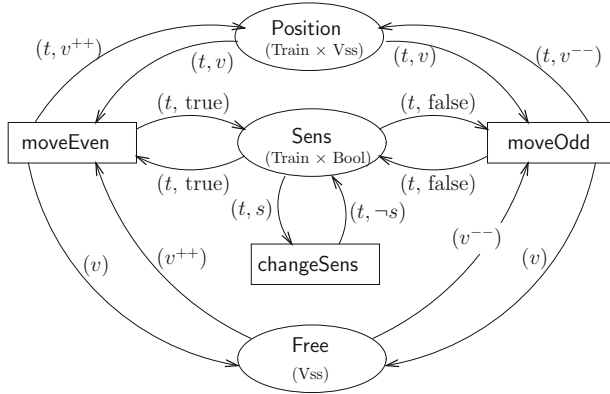 Position
(Train × Vss)
(t, v⁺⁺)
(t, v)
(t, v)
(t, v⁻⁻)
(t, true)
(t, false)
moveEven
Sens
(Train × Bool)
moveOdd
(t, true)
(t, false)
(t, s)
(t, ¬s)
changeSens
(v)
(v⁺⁺)
(v⁻⁻)
(v)
Free
(Vss)